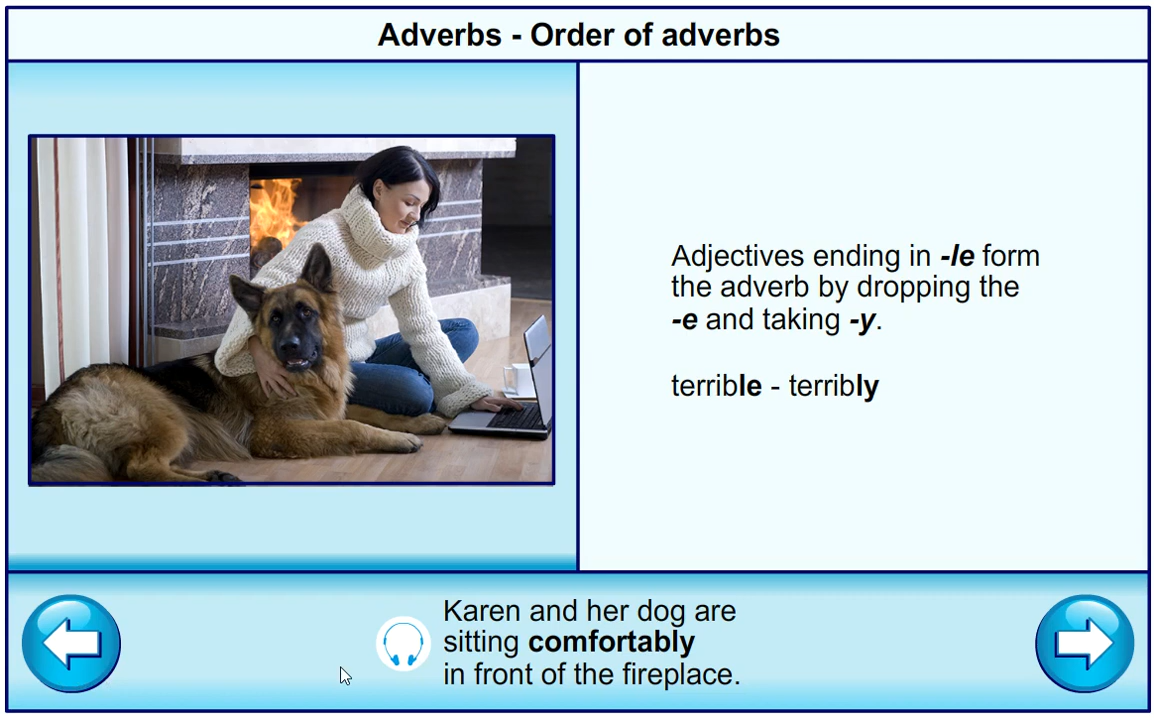 Adverbs - Order of adverbs
Adjectives ending in -le form
the adverb by dropping the
-e and taking -y.
terrible - terribly
Karen and her dog are
sitting comfortably
in front of the fireplace.